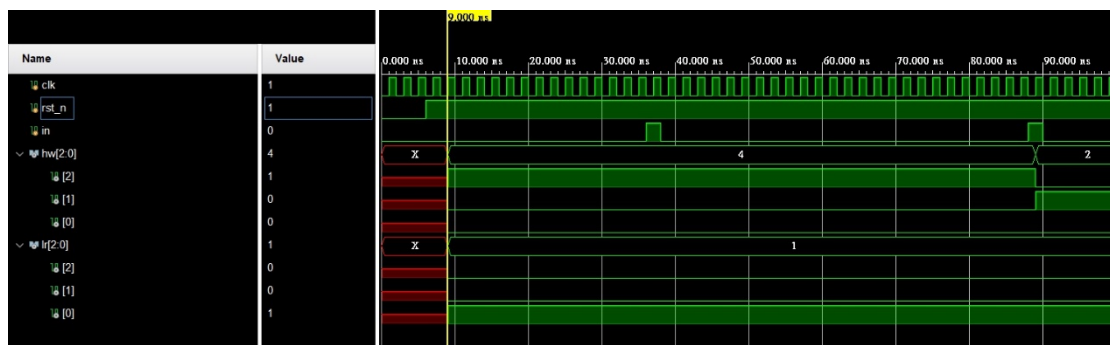 9.000 ns
Name Value
0.000 ns 10.000 ns 20.000 ns 30.000 ns 40.000 ns 50.000 ns 60.000 ns 70.000 ns 80.000 ns 90.000 ns
clk 1
rst_n 1
in 0
hw[2:0] 4 X 4 2
[2] 1
[1] 0
[0] 0
lr[2:0] 1 X 1
[2] 0
[1] 0
[0] 1